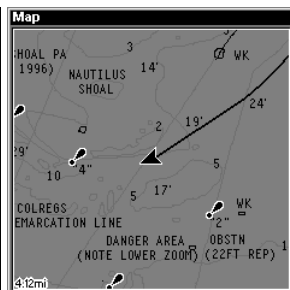 Map
3
SHOAL PA
1996)
14'
WK
NAUTILUS
SHOAL
24'
2
19'
29'
10
4"
5
5
17'
COLREGS
EMARCATION LINE
WK
2"
DANGER AREA
OBSTN
(NOTE LOWER ZOOM)
(22FT REP)
4.12mi